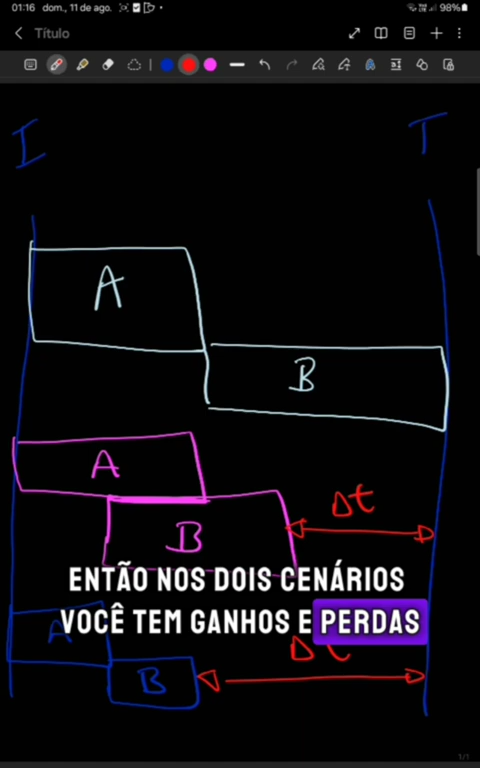 01:16 dom., 11 de ago.
98%
Título
I T
A
B
A
Δt
B
ENTÃO NOS DOIS CENÁRIOS
VOCÊ TEM GANHOS E PERDAS
A
Δt
B
1/1